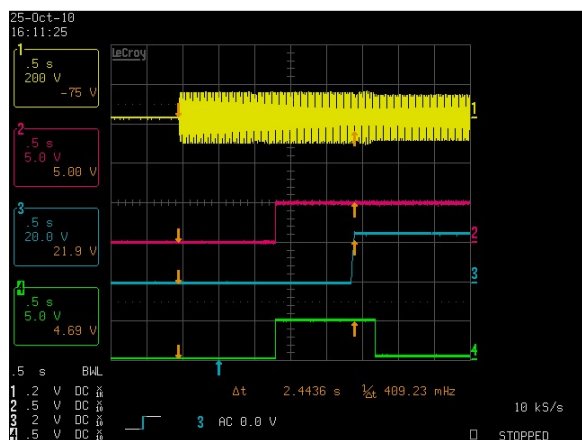 25-Oct-10
16:11:25
LeCroy
1
.5 s
200 V
-75 V
2
.5 s
5.0 V
5.00 V
3
.5 s
20.0 V
21.9 V
4
.5 s
5.0 V
4.69 V
1
2
3
4
.5 s BWL
1 .2 V DC
2 .5 V DC
3 2 V DC
4 .5 V DC
Δt 2.4436 s 1/Δt 409.23 mHz
3 AC 0.0 V
10 kS/s
STOPPED